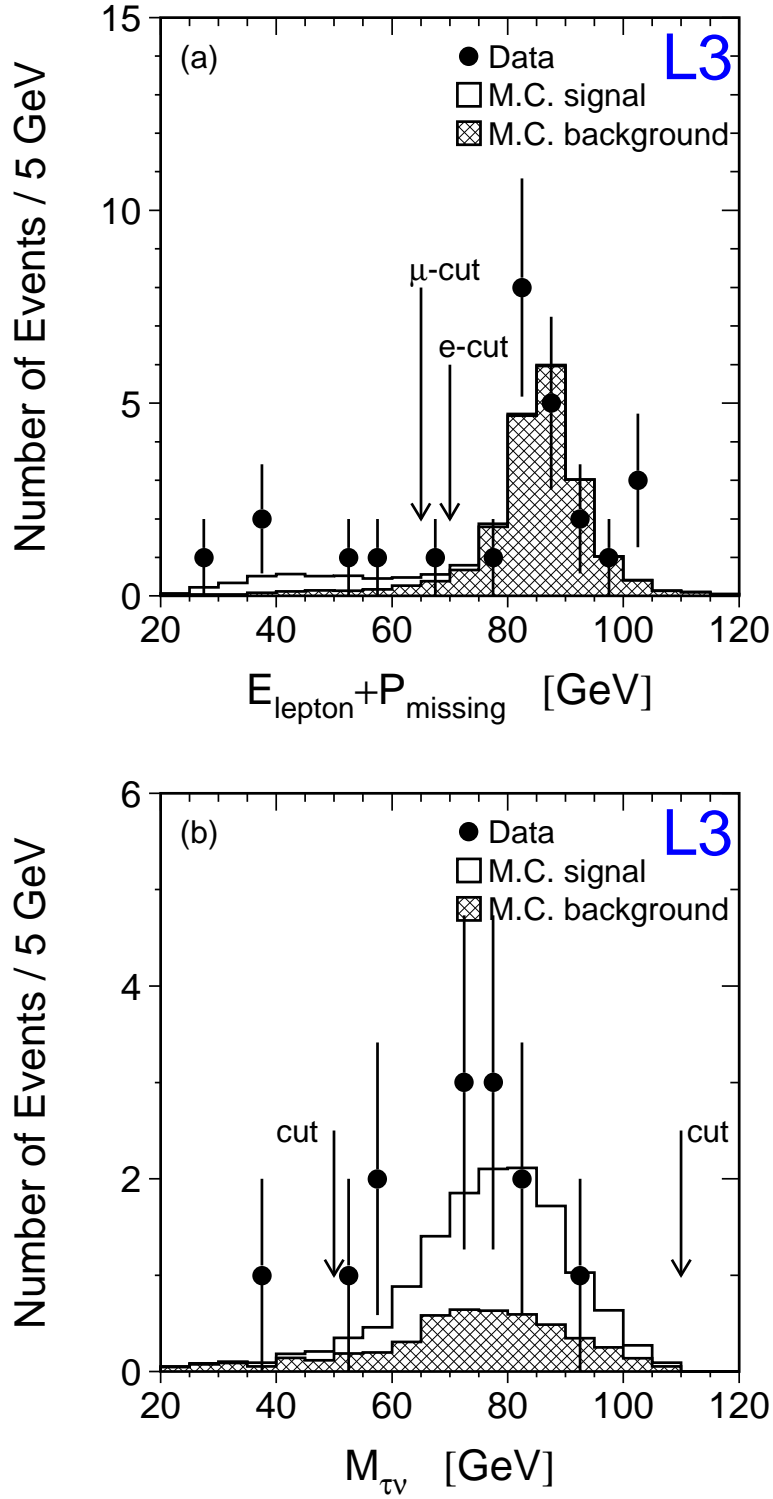 15
10
5
0
20 40 60 80 100 120
Number of Events / 5 GeV
(a)
L3
Data
M.C. signal
M.C. background
μ-cut
e-cut
E_lepton+P_missing [GeV]
6
4
2
0
20 40 60 80 100 120
Number of Events / 5 GeV
(b)
L3
Data
M.C. signal
M.C. background
cut
cut
M_τν [GeV]